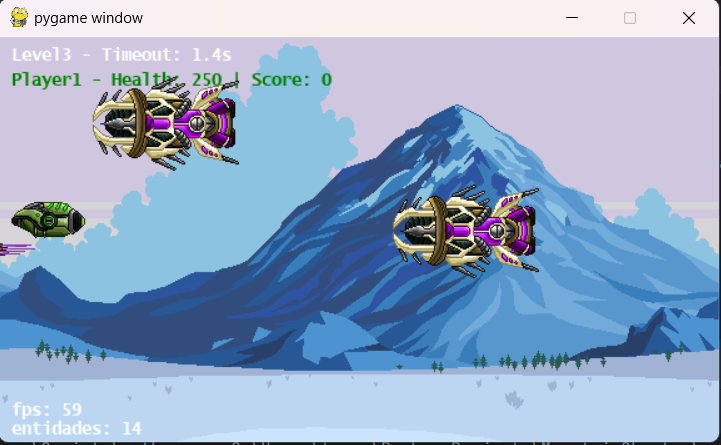 pygame window
Level3 - Timeout: 1.4s
Player1 - Health: 250 | Score: 0
fps: 59
entidades: 14